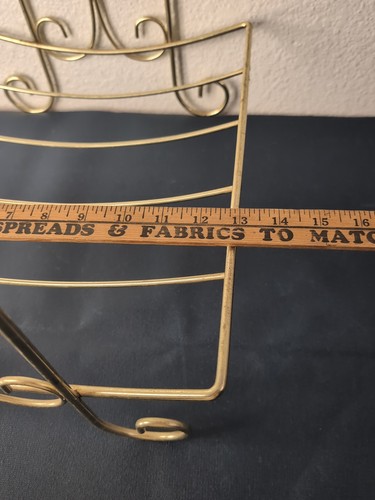 7 8 9 10 11 12 13 14 15 16
SPREADS & FABRICS TO MATC